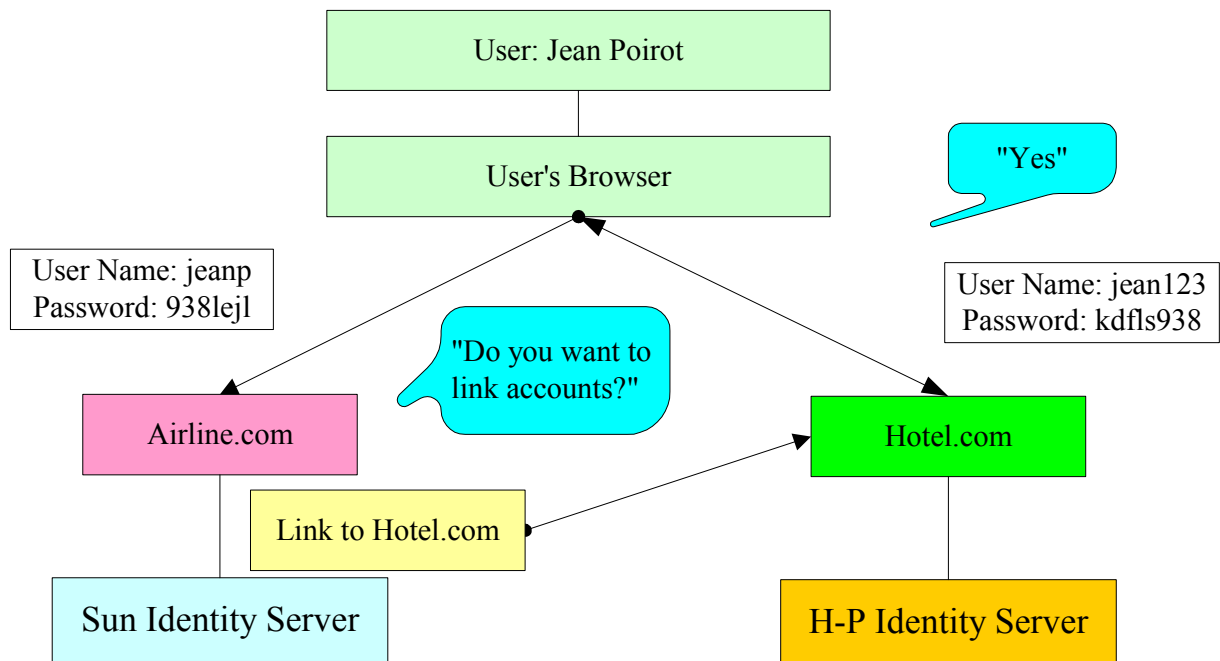 User: Jean Poirot
User's Browser
"Yes"
User Name: jeanp
Password: 938lejl
User Name: jean123
Password: kdfls938
"Do you want to
link accounts?"
Airline.com
Hotel.com
Link to Hotel.com
Sun Identity Server
H-P Identity Server